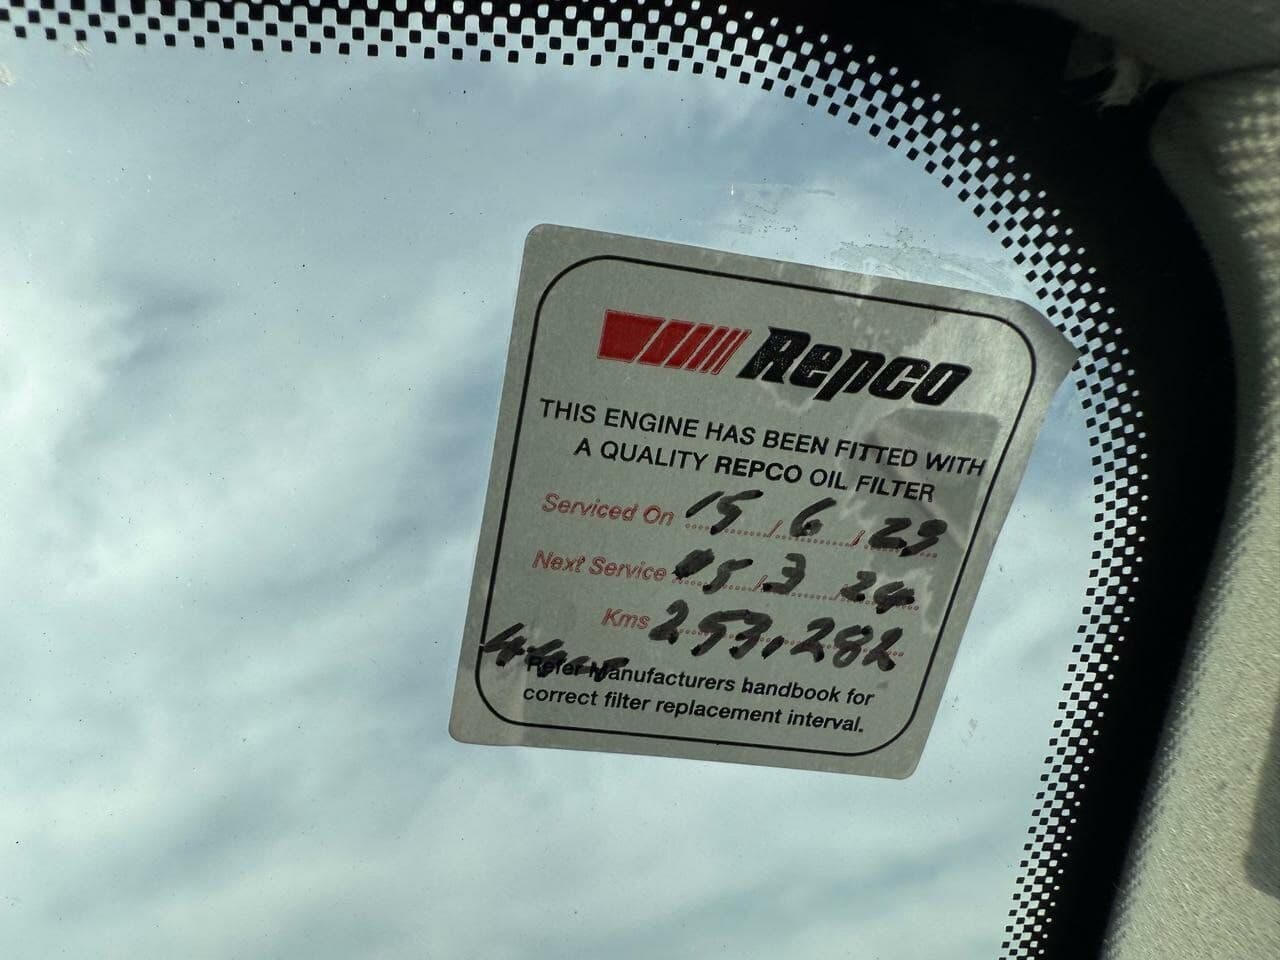 Repco
THIS ENGINE HAS BEEN FITTED WITH
A QUALITY REPCO OIL FILTER
Serviced On 15 / 6 / 23
Next Service 15 / 3 / 24
Kms 253,282
Refer Manufacturers handbook for
correct filter replacement interval.